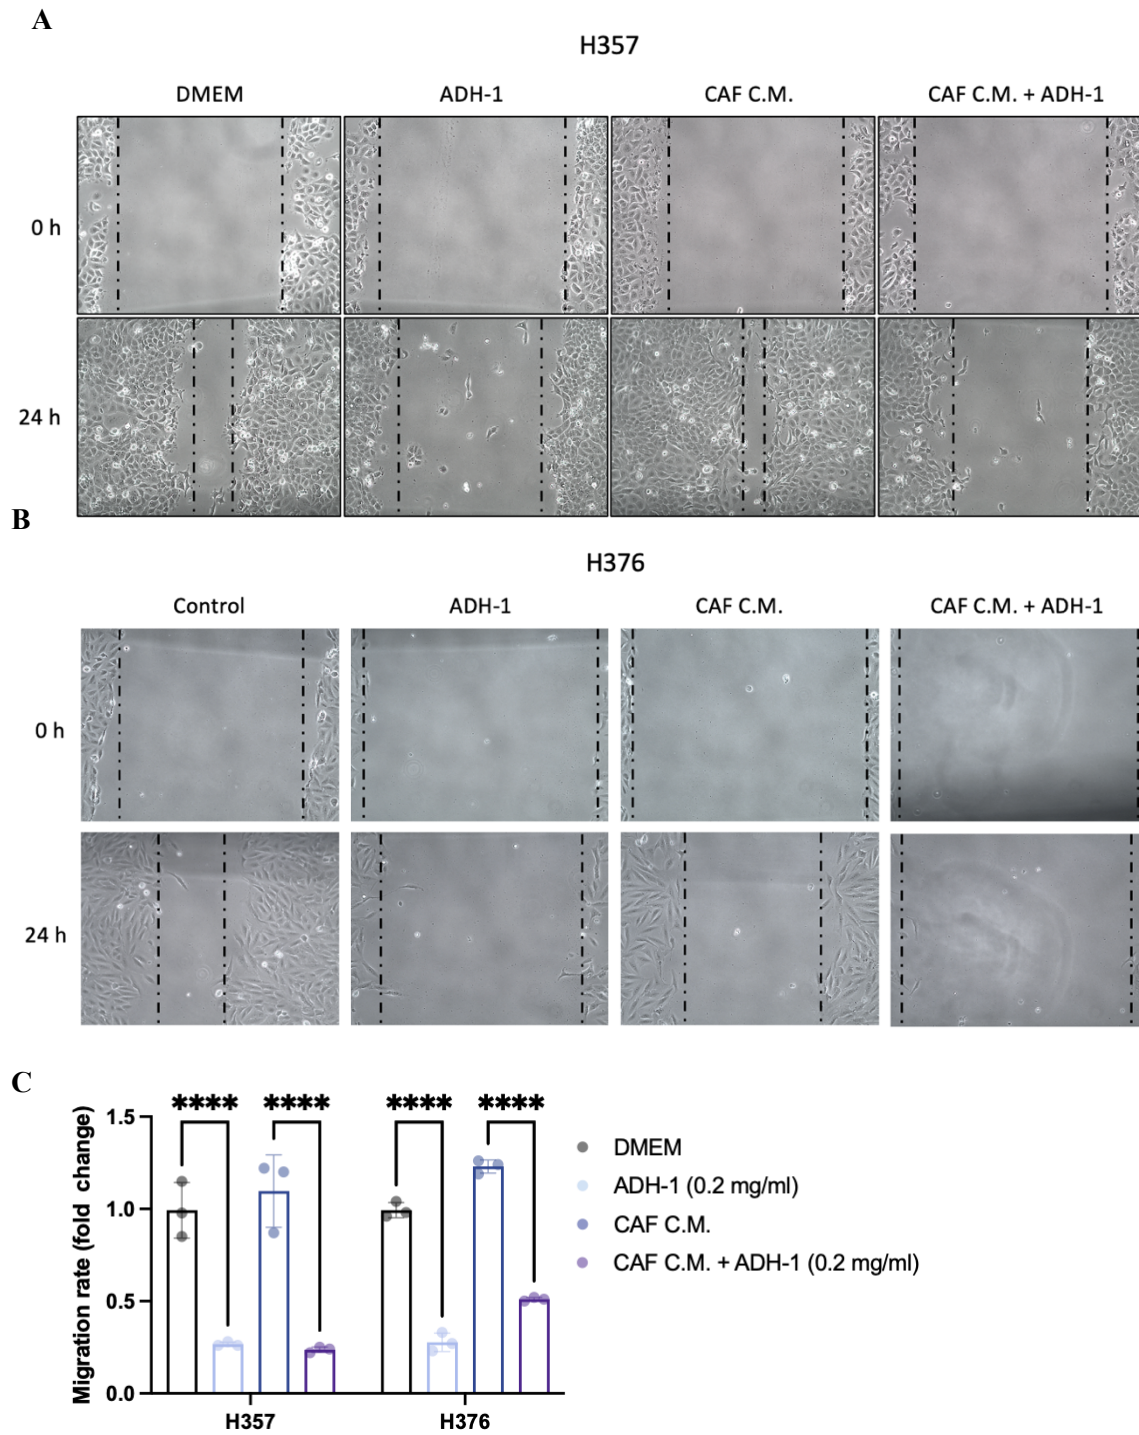 A
H357
DMEM ADH-1 CAF C.M. CAF C.M. + ADH-1
0 h
24 h
B
H376
Control ADH-1 CAF C.M. CAF C.M. + ADH-1
0 h
24 h
C
Migration rate (fold change)
1.5
1.0
0.5
0.0
**** **** **** ****
H357 H376
DMEM
ADH-1 (0.2 mg/ml)
CAF C.M.
CAF C.M. + ADH-1 (0.2 mg/ml)